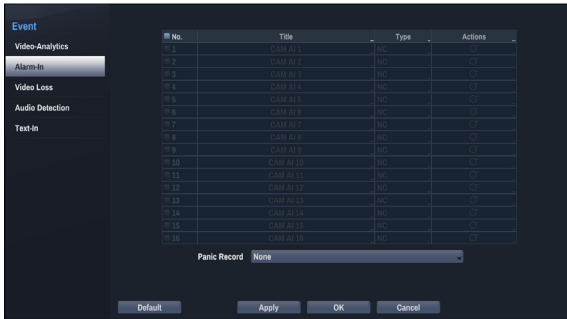 Event
Video-Analytics
Alarm-In
Video Loss
Audio Detection
Text-In
No. Title Type Actions
1 CAM AI 1 NC
2 CAM AI 2 NC
3 CAM AI 3 NC
4 CAM AI 4 NC
5 CAM AI 5 NC
6 CAM AI 6 NC
7 CAM AI 7 NC
8 CAM AI 8 NC
9 CAM AI 9 NC
10 CAM AI 10 NC
11 CAM AI 11 NC
12 CAM AI 12 NC
13 CAM AI 13 NC
14 CAM AI 14 NC
15 CAM AI 15 NC
16 CAM AI 16 NC
Panic Record None
Default Apply OK Cancel